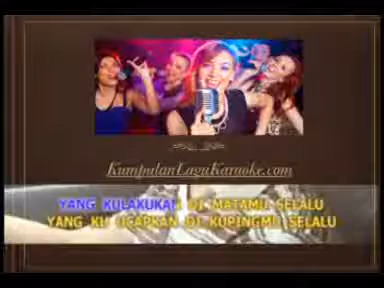 KumpulanLaguKaraoke.com
YANG KULAKUKAN DI MATAMU SELALU
YANG KU UCAPKAN DI KUPINGMU SELALU